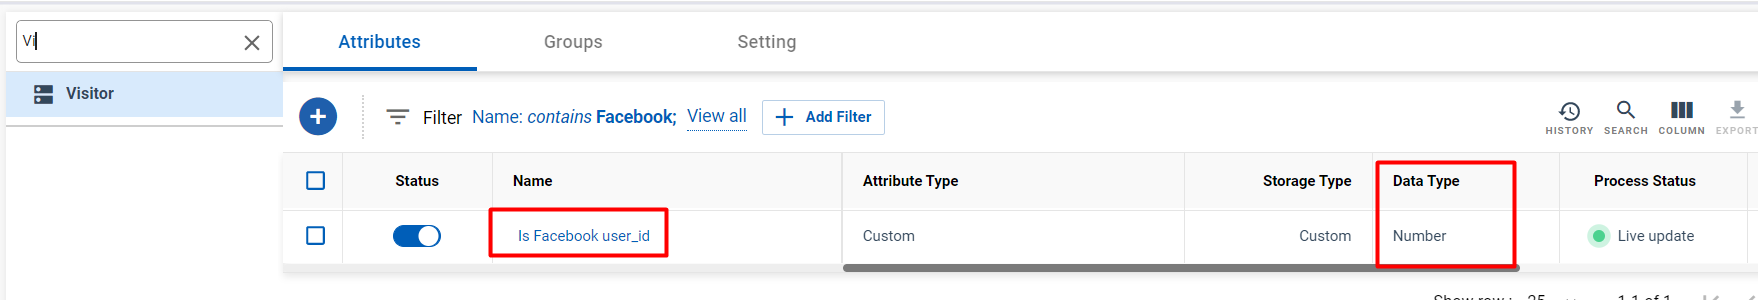 Vi
Visitor
Attributes Groups Setting
Filter Name: contains Facebook; View all Add Filter
HISTORY SEARCH COLUMN EXPORT
Status Name Attribute Type Storage Type Data Type Process Status
Is Facebook user_id Custom Custom Number Live update
Show row: 25 1-1 of 1